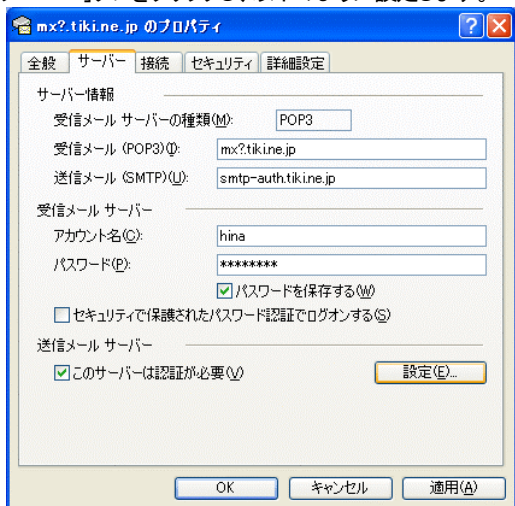 mx?.tiki.ne.jp のプロパティ
全般 サーバー 接続 セキュリティ 詳細設定
サーバー情報
受信メール サーバーの種類(M): POP3
受信メール (POP3)(I): mx?.tiki.ne.jp
送信メール (SMTP)(U): smtp-auth.tiki.ne.jp
受信メール サーバー
アカウント名(C): hina
パスワード(P): ********
パスワードを保存する(W)
セキュリティで保護されたパスワード認証でログオンする(S)
送信メール サーバー
このサーバーは認証が必要(V) 設定(E)...
OK キャンセル 適用(A)